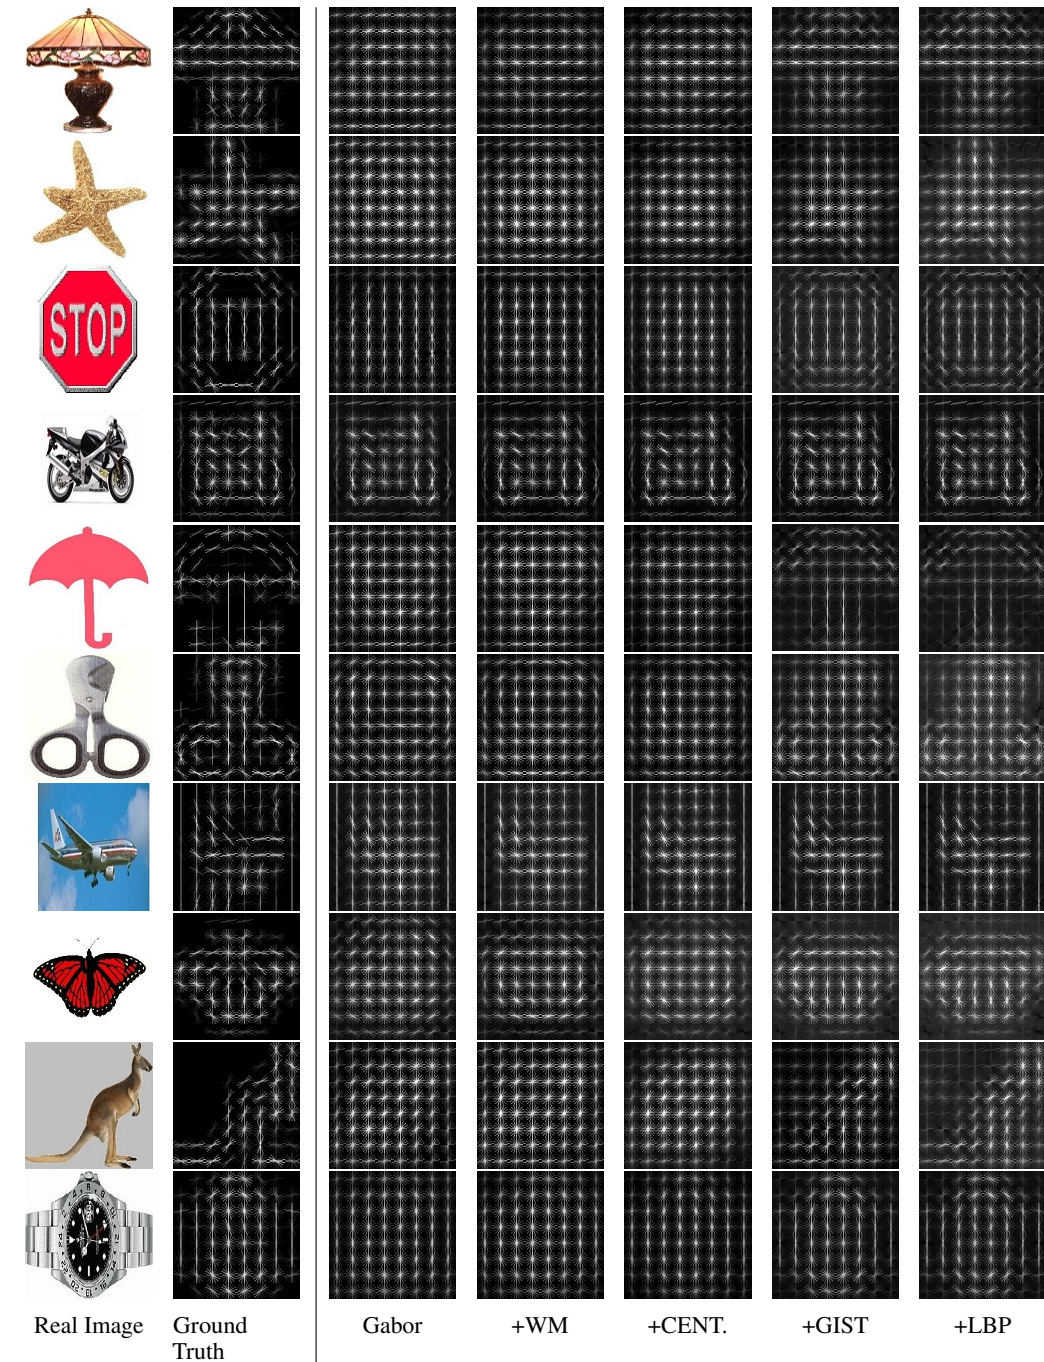 STOP
Real Image
Ground
Truth
Gabor
+WM
+CENT.
+GIST
+LBP